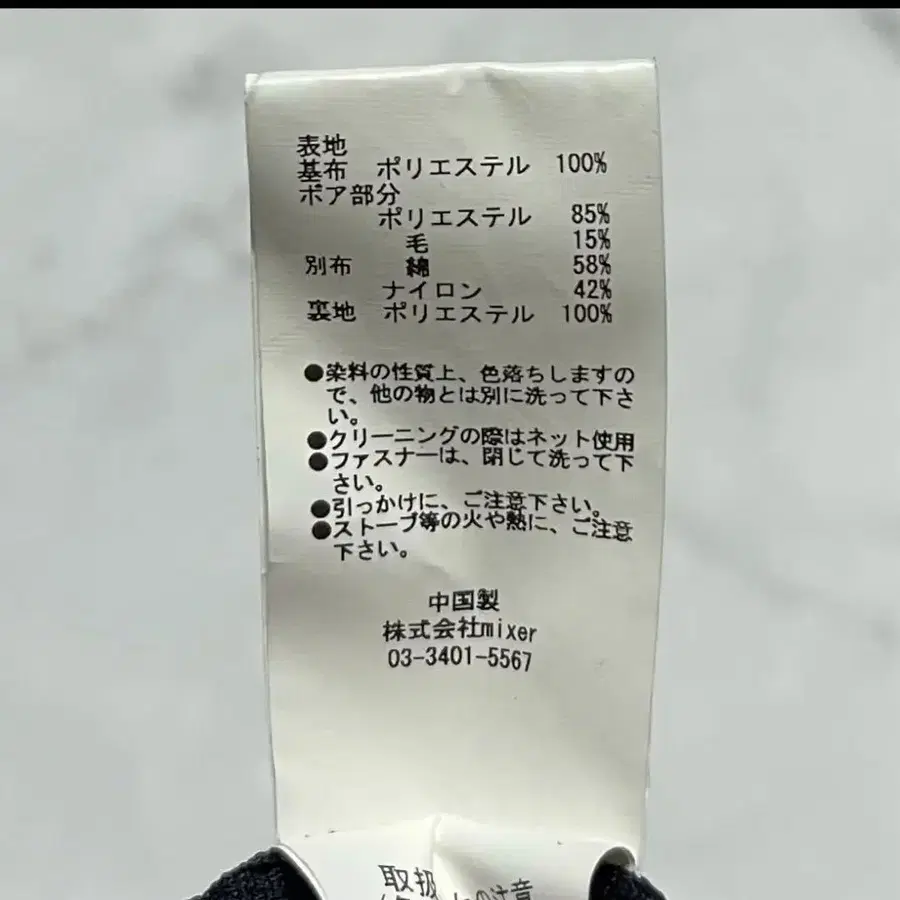 表地
基布 ポリエステル 100%
ボア部分
ポリエステル 85%
毛 15%
別布 綿 58%
ナイロン 42%
裏地 ポリエステル 100%
●染料の性質上、色落ちしますの
で、他の物とは別に洗って下さ
い。
●クリーニングの際はネット使用
●ファスナーは、閉じて洗って下
さい。
●引っかけに、ご注意下さい。
●ストーブ等の火や熱に、ご注意
下さい。
中国製
株式会社mixer
03-3401-5567
取扱
の注意